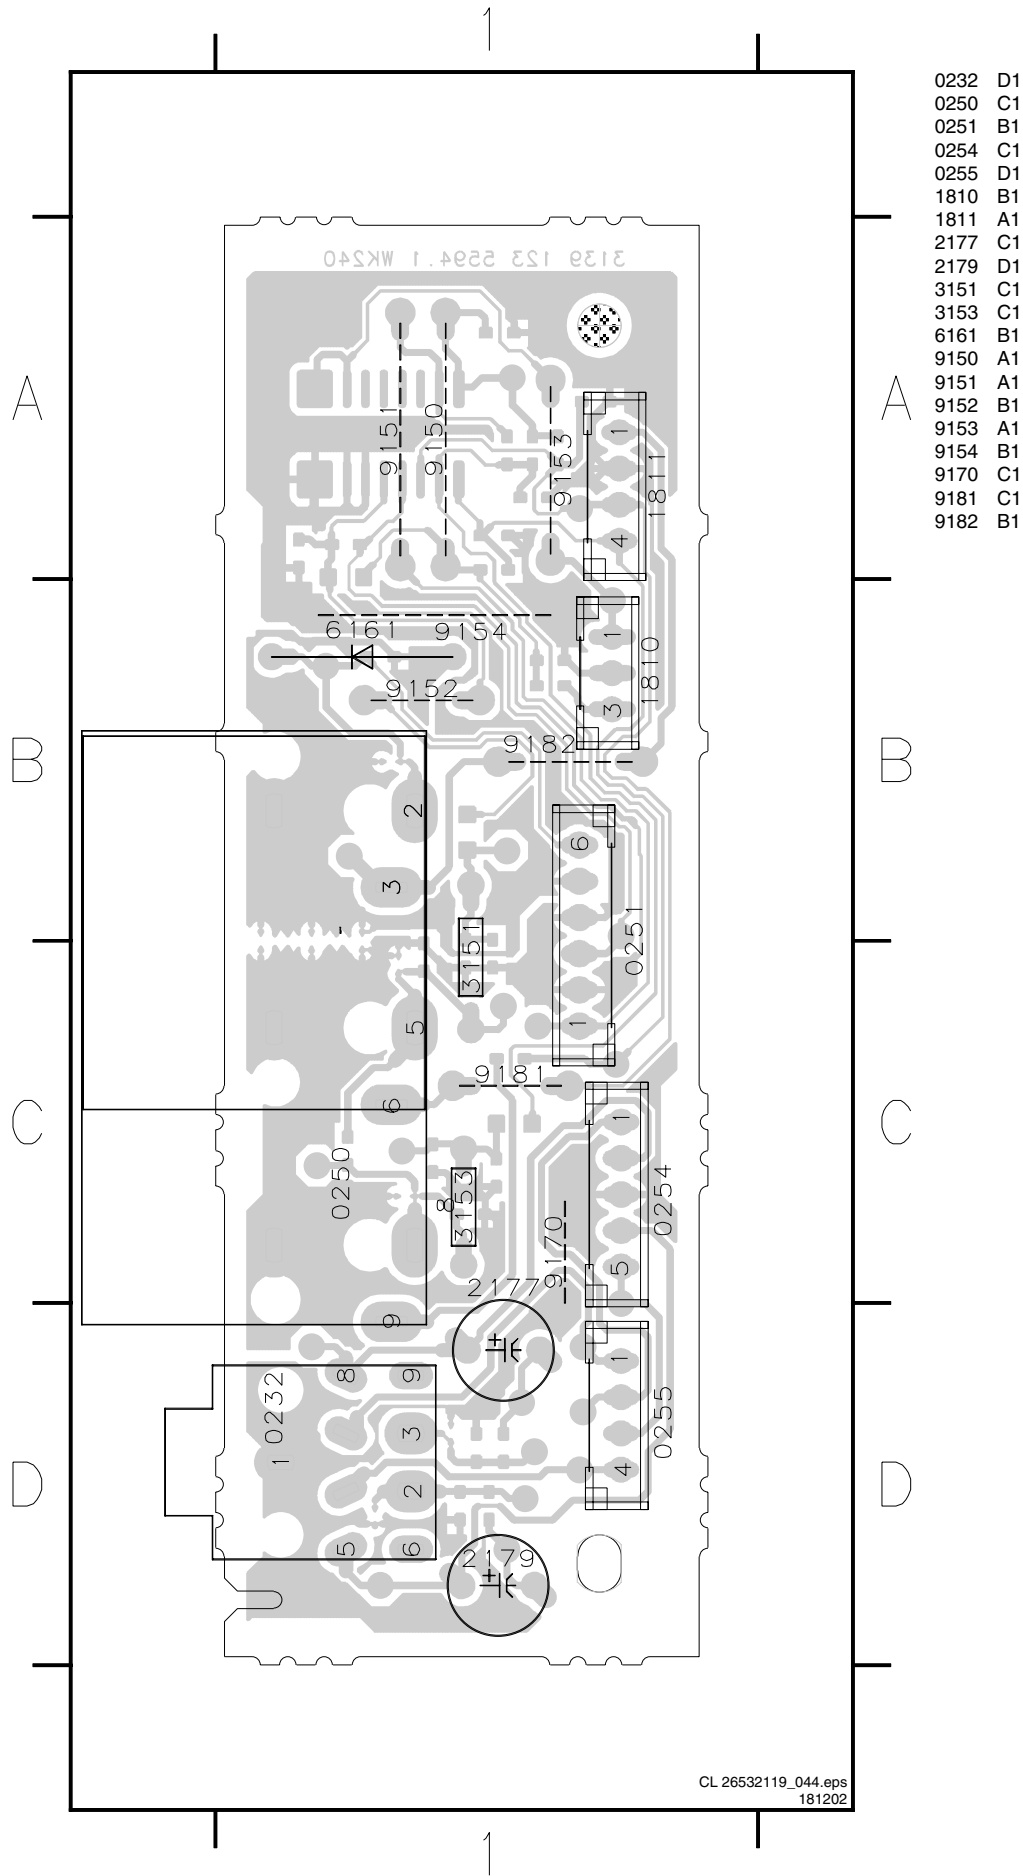 1
0232 D1
0250 C1
0251 B1
0254 C1
0255 D1
1810 B1
1811 A1
2177 C1
2179 D1
3151 C1
3153 C1
6161 B1
9150 A1
9151 A1
9152 B1
9153 A1
9154 B1
9170 C1
9181 C1
9182 B1
3139 123 5594.1 WK240
A
A
9151
9150
9153
1
1811
4
6161
9154
1
1810
9152
3
B
B
9182
2
6
3
0251
3151
5
1
9181
6
C
C
1
0250
3153
8
0254
9170
5
2177
9
+
1
8
9
0232
1
3
0255
D
D
4
2
5
6
2179
+
CL 26532119_044.eps
181202
1